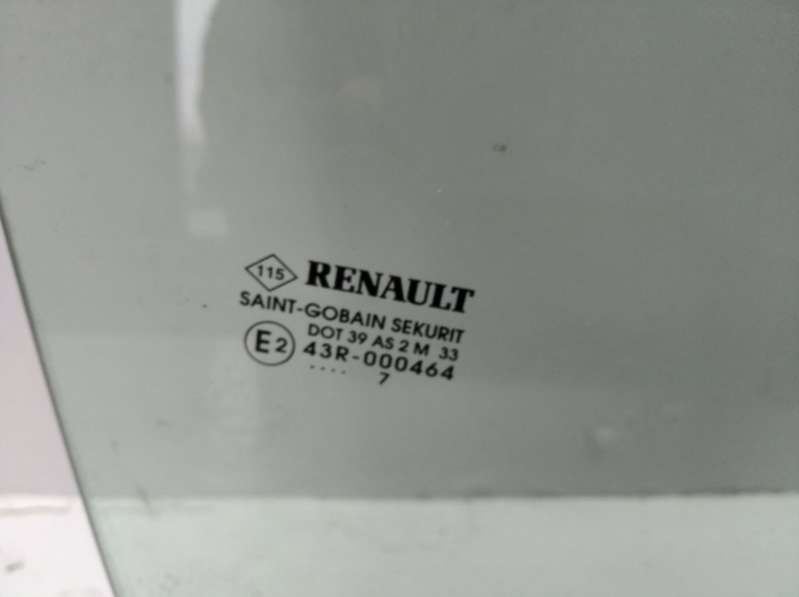 115 RENAULT
SAINT-GOBAIN SEKURIT
DOT 39 AS 2 M 33
E2 43R-000464
.... 7